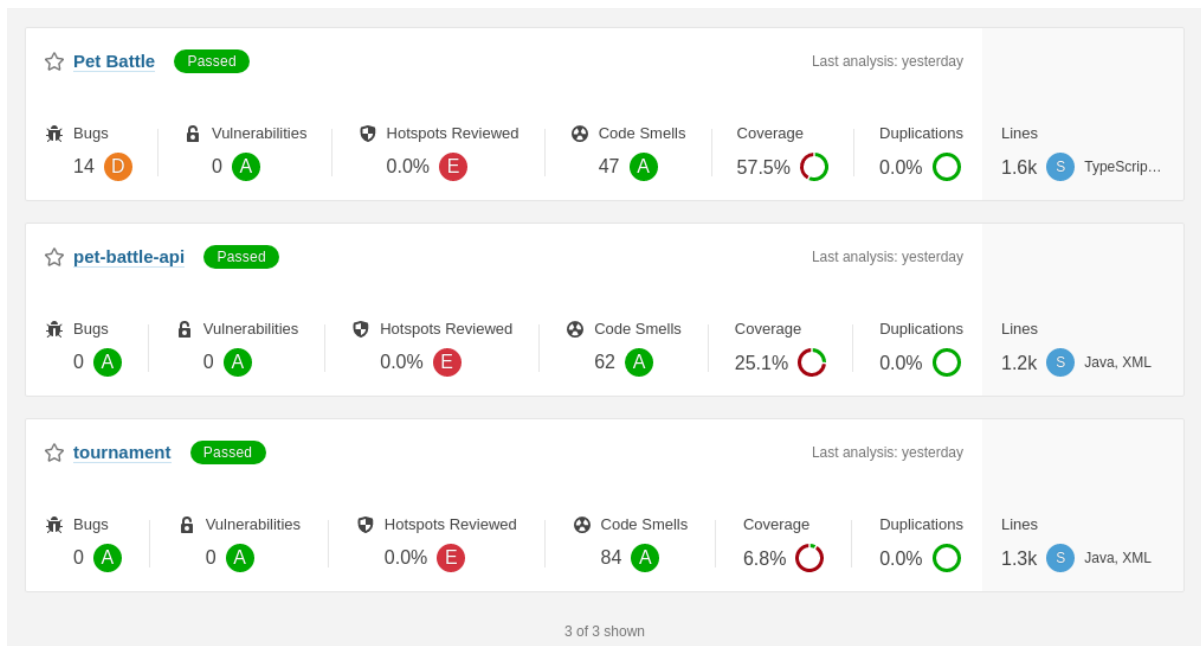 Pet Battle Passed Last analysis: yesterday
Bugs Vulnerabilities Hotspots Reviewed Code Smells Coverage Duplications Lines
14 D 0 A 0.0% E 47 A 57.5% 0.0% 1.6k S TypeScrip...
pet-battle-api Passed Last analysis: yesterday
Bugs Vulnerabilities Hotspots Reviewed Code Smells Coverage Duplications Lines
0 A 0 A 0.0% E 62 A 25.1% 0.0% 1.2k S Java, XML
tournament Passed Last analysis: yesterday
Bugs Vulnerabilities Hotspots Reviewed Code Smells Coverage Duplications Lines
0 A 0 A 0.0% E 84 A 6.8% 0.0% 1.3k S Java, XML
3 of 3 shown